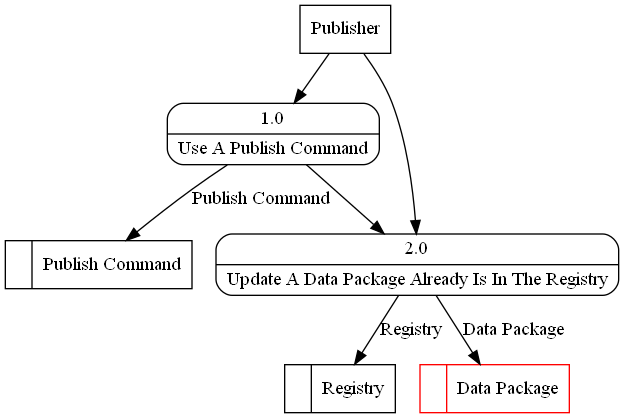 Publisher
1.0
Use A Publish Command
Publish Command
Publish Command
2.0
Update A Data Package Already Is In The Registry
Registry
Data Package
Registry
Data Package